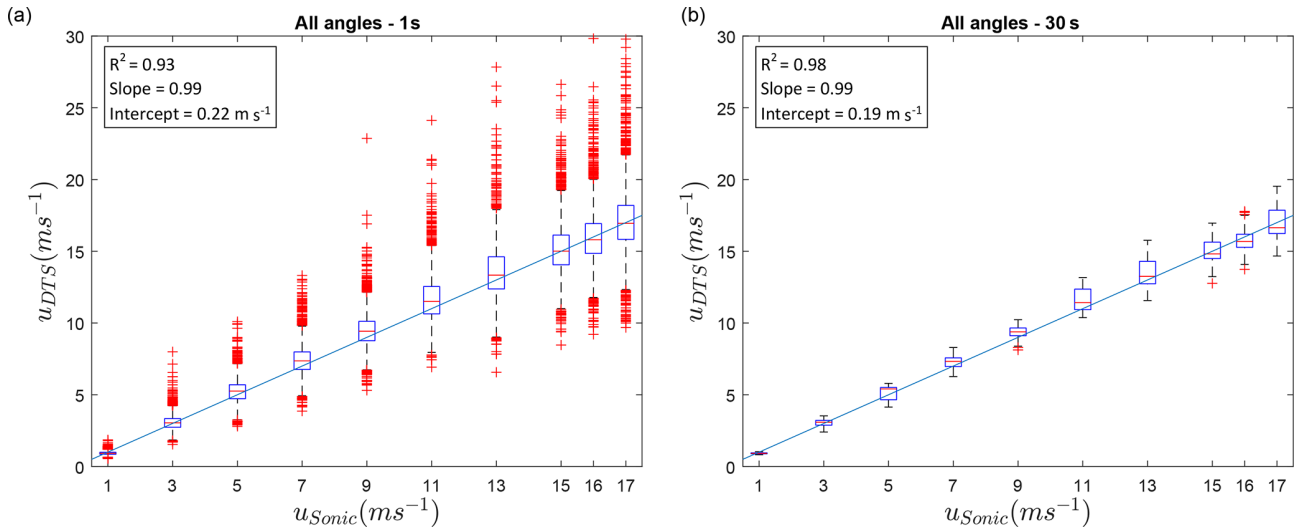 (a)
All angles - 1s
R² = 0.93
Slope = 0.99
Intercept = 0.22 m s⁻¹
30
25
20
15
10
5
0
u_DTS(ms⁻¹)
1 3 5 7 9 11 13 15 16 17
u_Sonic(ms⁻¹)
(b)
All angles - 30 s
R² = 0.98
Slope = 0.99
Intercept = 0.19 m s⁻¹
30
25
20
15
10
5
0
u_DTS(ms⁻¹)
1 3 5 7 9 11 13 15 16 17
u_Sonic(ms⁻¹)